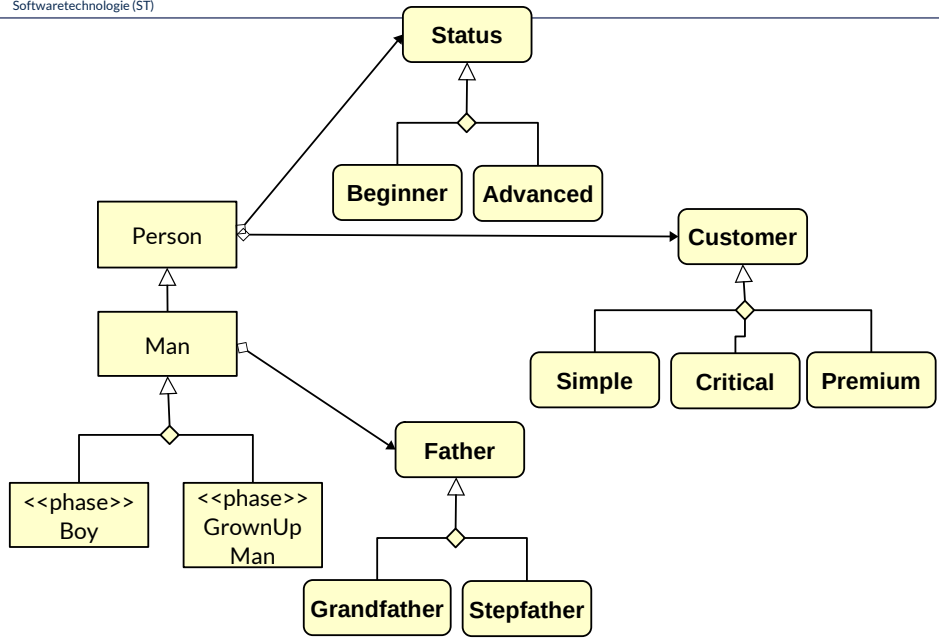 Softwaretechnologie (ST)
Status
Beginner
Advanced
Person
Customer
Man
Simple
Critical
Premium
Father
<<phase>>
Boy
<<phase>>
GrownUp
Man
Grandfather
Stepfather